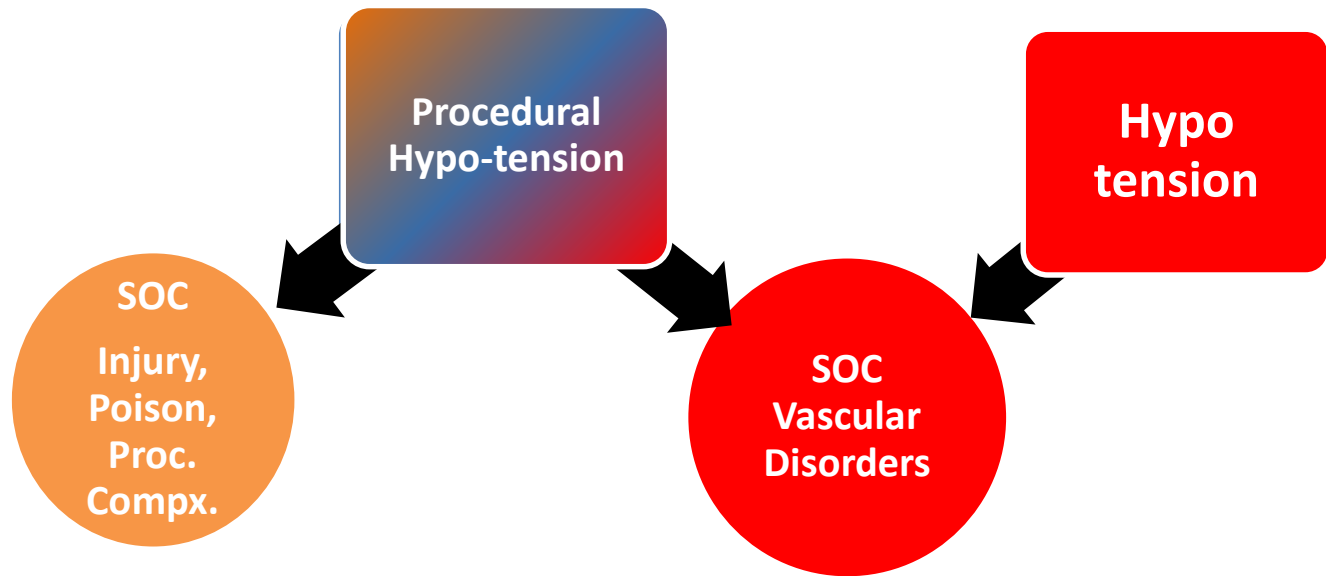 Procedural
Hypo-tension
Hypo
tension
SOC
Injury,
Poison,
Proc.
Compx.
SOC
Vascular
Disorders